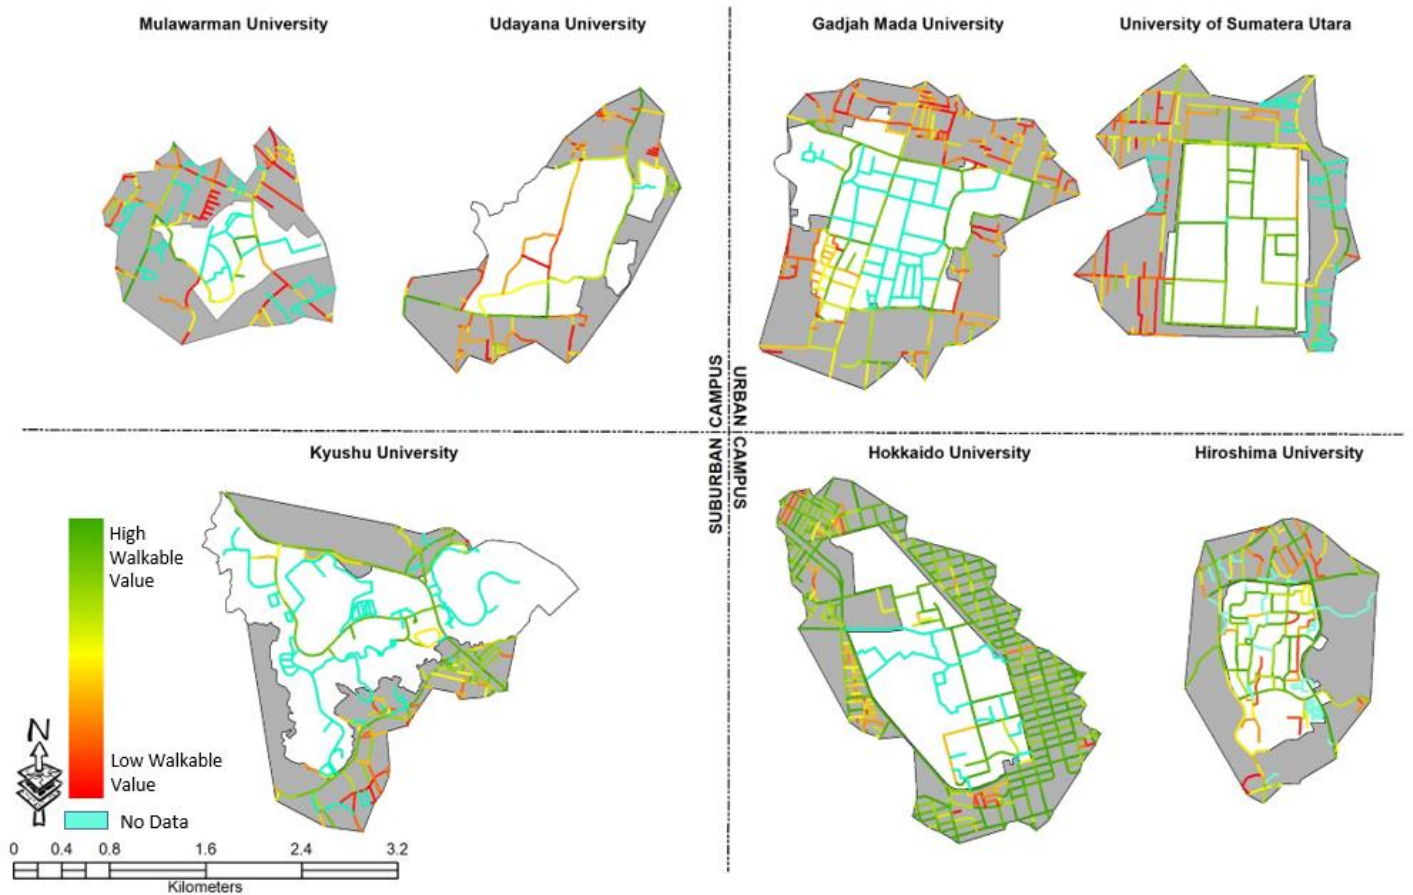 Mulawarman University
Udayana University
Gadjah Mada University
University of Sumatera Utara
SUBURBAN CAMPUS
URBAN CAMPUS
Kyushu University
Hokkaido University
Hiroshima University
High
Walkable
Value
Low Walkable
Value
No Data
N
0 0.4 0.8 1.6 2.4 3.2
Kilometers